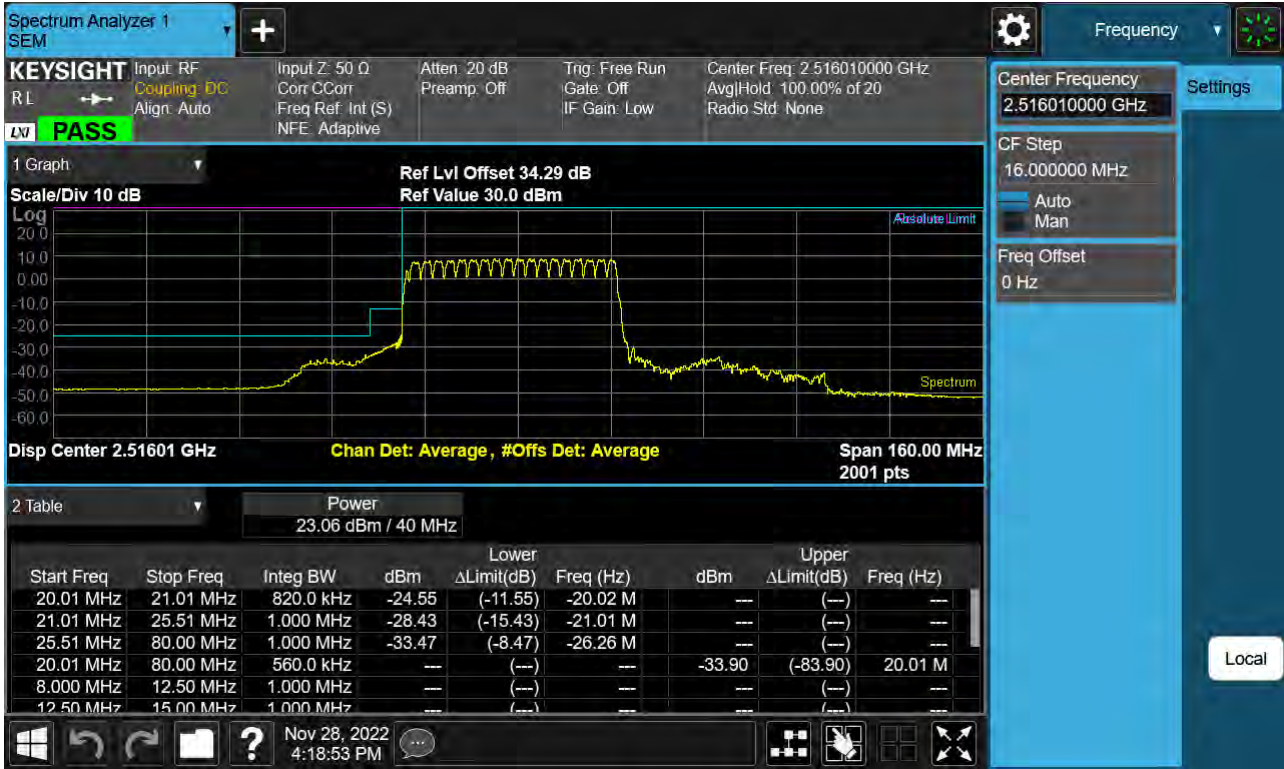 Spectrum Analyzer 1
SEM
Frequency
KEYSIGHT
Input: RF
Coupling: DC
Align: Auto
Input Z: 50 Ω
Corr CCorr
Freq Ref: Int (S)
NFE: Adaptive
Atten: 20 dB
Preamp: Off
Trig: Free Run
Gate: Off
IF Gain: Low
Center Freq: 2.516010000 GHz
Avg|Hold: 100.00% of 20
Radio Std: None
RL
LXI
PASS
Center Frequency
2.516010000 GHz
Settings
CF Step
16.000000 MHz
Auto
Man
Freq Offset
0 Hz
Local
1 Graph
Scale/Div 10 dB
Ref Lvl Offset 34.29 dB
Ref Value 30.0 dBm
Log
20.0
10.0
0.00
-10.0
-20.0
-30.0
-40.0
-50.0
-60.0
Spectrum
Disp Center 2.51601 GHz
Chan Det: Average, #Offs Det: Average
Span 160.00 MHz
2001 pts
2 Table
Power
23.06 dBm / 40 MHz
Lower Upper
Start Freq Stop Freq Integ BW dBm ΔLimit(dB) Freq (Hz) dBm ΔLimit(dB) Freq (Hz)
20.01 MHz 21.01 MHz 820.0 kHz -24.55 (-11.55) -20.02 M --- (---) ---
21.01 MHz 25.51 MHz 1.000 MHz -28.43 (-15.43) -21.01 M --- (---) ---
25.51 MHz 80.00 MHz 1.000 MHz -33.47 (-8.47) -26.26 M --- (---) ---
20.01 MHz 80.00 MHz 560.0 kHz --- (---) --- -33.90 (-83.90) 20.01 M
8.000 MHz 12.50 MHz 1.000 MHz --- (---) --- --- (---) ---
12.50 MHz 15.00 MHz 1.000 MHz --- (---) --- --- (---) ---
Nov 28, 2022
4:18:53 PM